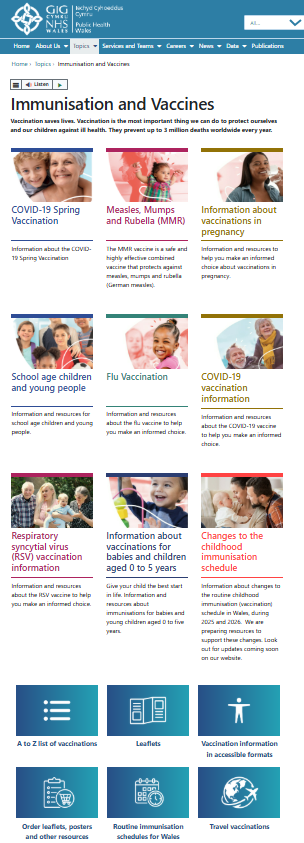 GIG
CYMRU
NHS
WALES
Iechyd Cyhoeddus
Cymru
Public Health
Wales
All...
Home About Us Topics Services and Teams Careers News Data Publications
Home › Topics › Immunisation and Vaccines
Listen
Immunisation and Vaccines
Vaccination saves lives. Vaccination is the most important thing we can do to protect ourselves
and our children against ill health. They prevent up to 3 million deaths worldwide every year.
COVID-19 Spring
Vaccination
Information about the COVID-
19 Spring Vaccination
Measles, Mumps
and Rubella (MMR)
The MMR vaccine is a safe and
highly effective combined
vaccine that protects against
measles, mumps and rubella
(German measles).
Information about
vaccinations in
pregnancy
Information and resources to
help you make an informed
choice about vaccinations in
pregnancy.
School age children
and young people
Information and resources for
school age children and young
people.
Flu Vaccination
Information and resources
about the flu vaccine to help
you make an informed choice.
COVID-19
vaccination
information
Information and resources
about the COVID-19 vaccine
to help you make an informed
choice.
Respiratory
syncytial virus
(RSV) vaccination
information
Information and resources
about the RSV vaccine to help
you make an informed choice.
Information about
vaccinations for
babies and children
aged 0 to 5 years
Give your child the best start
in life. Information and
resources about
immunisations for babies and
young children aged 0 to five
years.
Changes to the
childhood
immunisation
schedule
Information about changes to
the routine childhood
immunisation (vaccination)
schedule in Wales, during
2025 and 2026. We are
preparing resources to
support these changes. Look
out for updates coming soon
on our website.
A to Z list of vaccinations
Leaflets
Vaccination information
in accessible formats
Order leaflets, posters
and other resources
Routine immunisation
schedules for Wales
Travel vaccinations